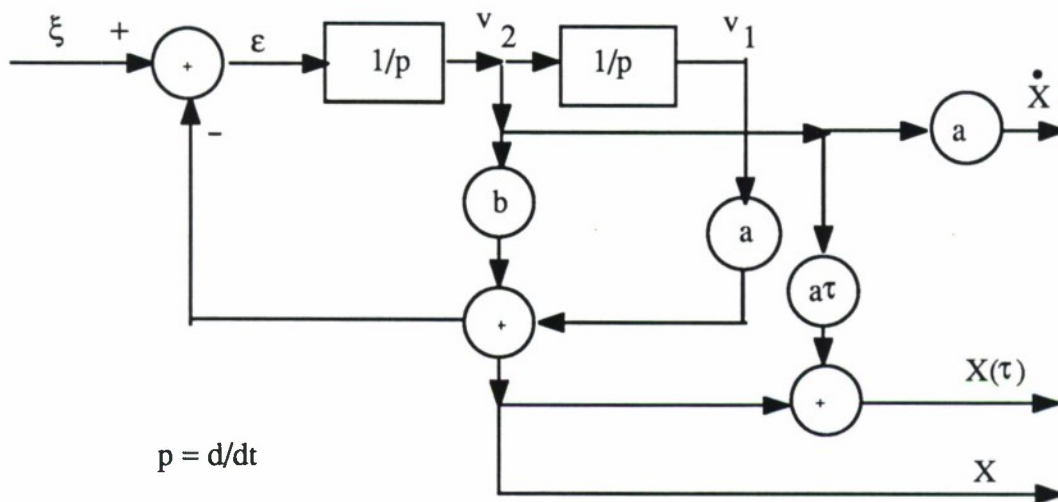 ξ + ε 1/p v2 1/p v1
+
Ẋ
a
−
b
a
aτ
+
X(τ)
+
X
p = d/dt